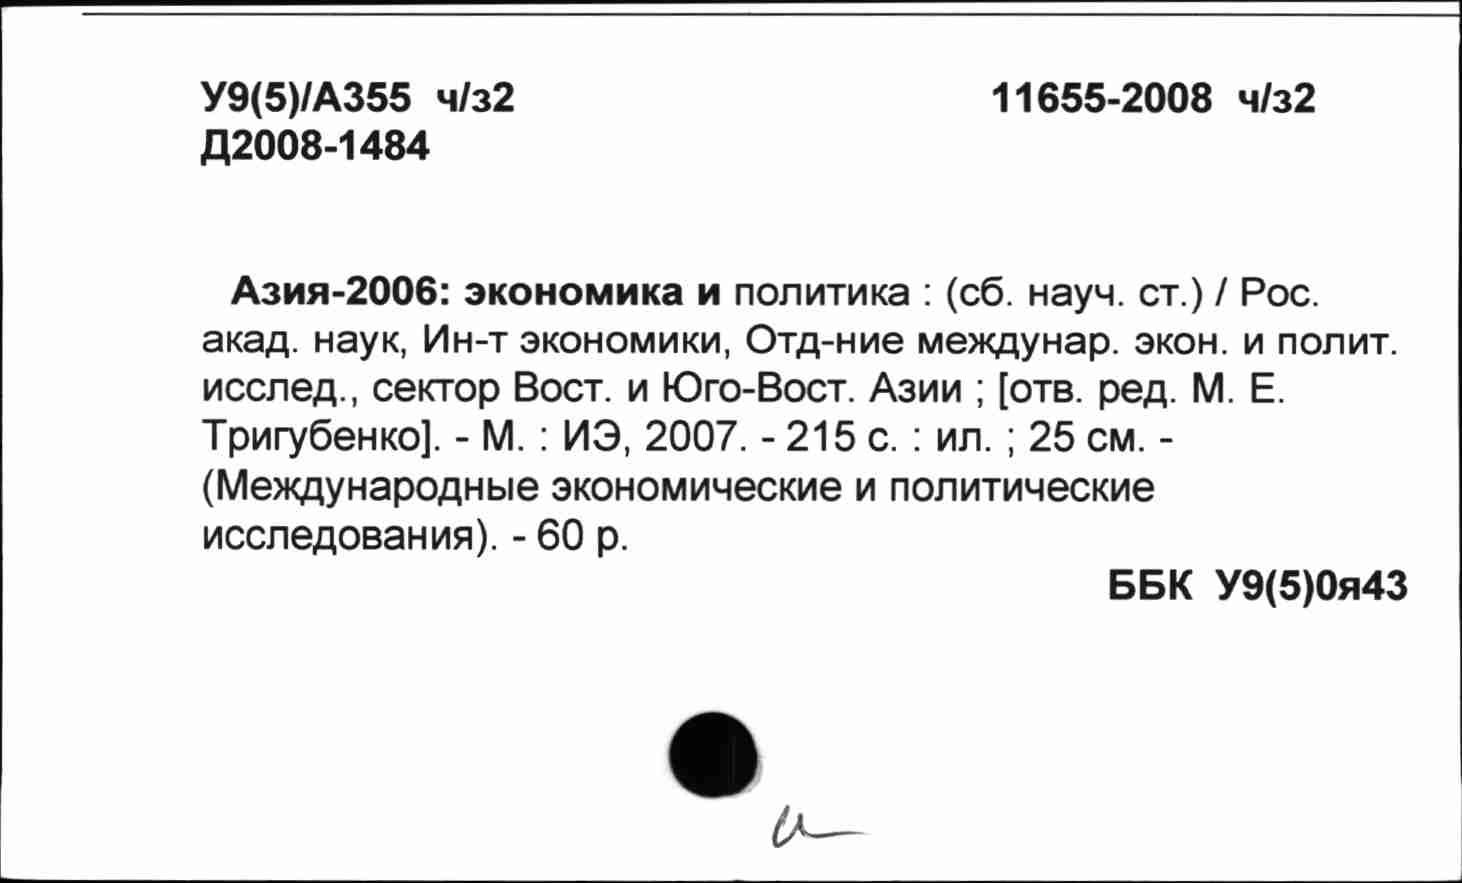 У9(5)/А355 ч/з2 11655-2008 ч/з2
Д2008-1484
Азия-2006: экономика и политика : (сб. науч. ст.) / Рос.
акад. наук, Ин-т экономики, Отд-ние междунар. экон. и полит.
исслед., сектор Вост. и Юго-Вост. Азии ; [отв. ред. М. Е.
Тригубенко]. - М. : ИЭ, 2007. - 215 с. : ил. ; 25 см. -
(Международные экономические и политические
исследования). - 60 р.
ББК У9(5)0я43